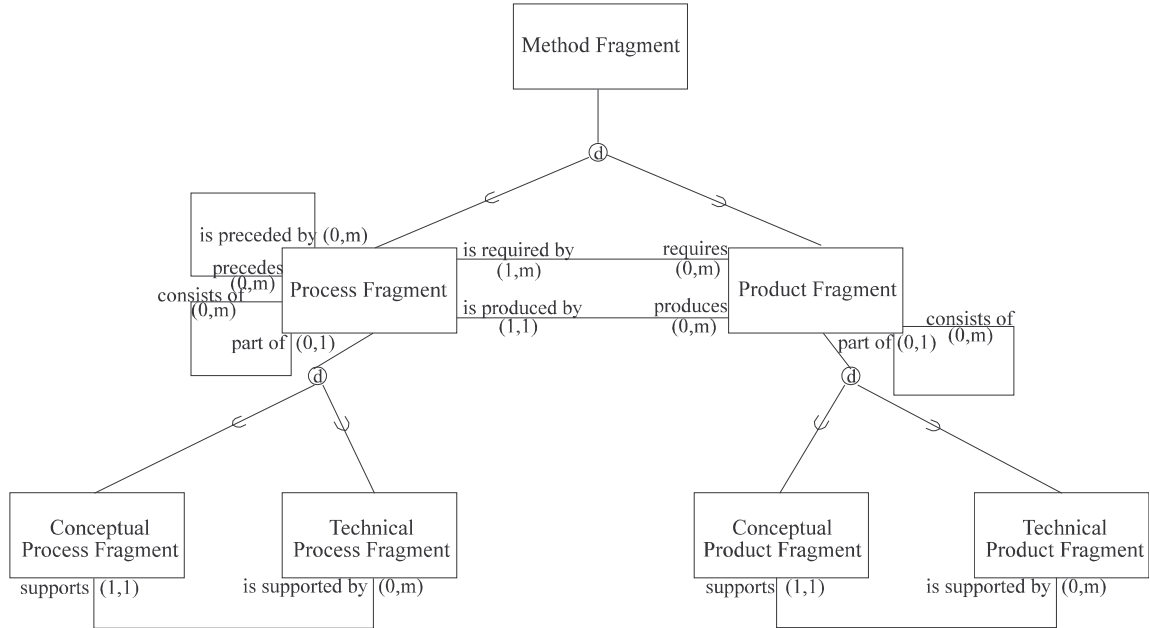 Method Fragment
d
is preceded by (0,m)
is required by
requires
(1,m)
(0,m)
precedes
(0,m)
Process Fragment
Product Fragment
consists of
(0,m)
is produced by
produces
(1,1)
(0,m)
consists of
(0,m)
part of (0,1)
part of (0,1)
d
d
Conceptual
Process Fragment
Technical
Process Fragment
Conceptual
Product Fragment
Technical
Product Fragment
supports (1,1)
is supported by (0,m)
supports (1,1)
is supported by (0,m)